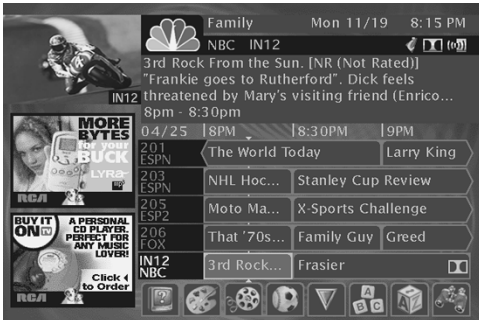 Family Mon 11/19 8:15 PM
NBC IN12
3rd Rock From the Sun. [NR (Not Rated)]
"Frankie goes to Rutherford". Dick feels
threatened by Mary's visiting friend (Enrico...
8pm - 8:30pm
IN12
MORE
BYTES
for your
BUCK
LYRA
mp3
RCA
BUY IT
ON TV
A PERSONAL
CD PLAYER,
PERFECT FOR
ANY MUSIC
LOVER!
Click
to Order
RCA
04/25 8PM 8:30PM 9PM
201 ESPN The World Today Larry King
203 ESPN NHL Hoc... Stanley Cup Review
205 ESP2 Moto Ma... X-Sports Challenge
206 FOX That '70s... Family Guy Greed
IN12 NBC 3rd Rock... Frasier
?
A B C
A Z